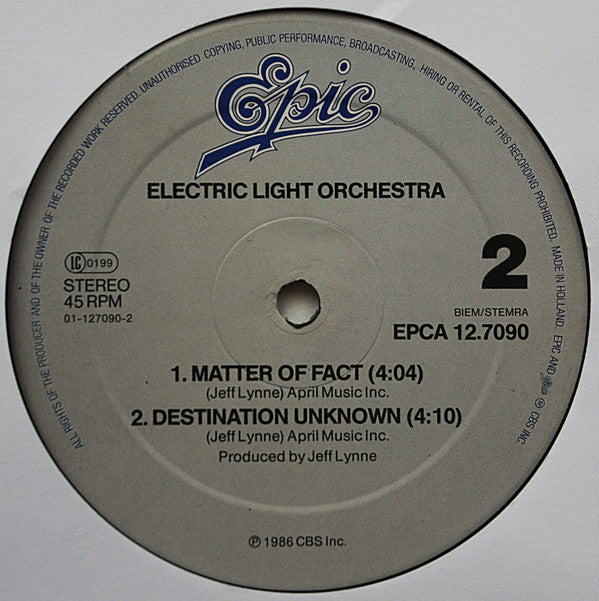 ALL RIGHTS OF THE PRODUCER AND OF THE OWNER OF THE RECORDED WORK RESERVED. UNAUTHORISED COPYING, PUBLIC PERFORMANCE, BROADCASTING, HIRING OR RENTAL OF THIS RECORDING PROHIBITED. MADE IN HOLLAND. EPIC AND ℗ CBS INC.
Epic
ELECTRIC LIGHT ORCHESTRA
2
LC 0199
STEREO
45 RPM
01-127090-2
BIEM/STEMRA
EPCA 12.7090
1. MATTER OF FACT (4:04)
(Jeff Lynne) April Music Inc.
2. DESTINATION UNKNOWN (4:10)
(Jeff Lynne) April Music Inc.
Produced by Jeff Lynne
℗ 1986 CBS Inc.